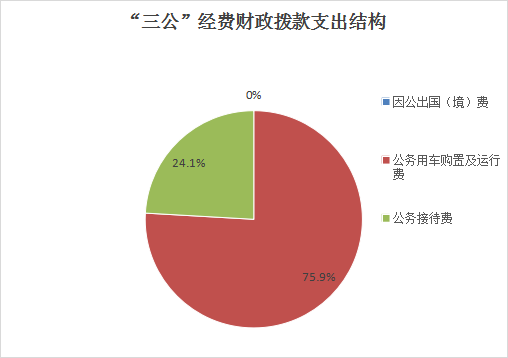 “三公”经费财政拨款支出结构
0%
因公出国（境）费
24.1%
公务用车购置及运行
费
公务接待费
75.9%